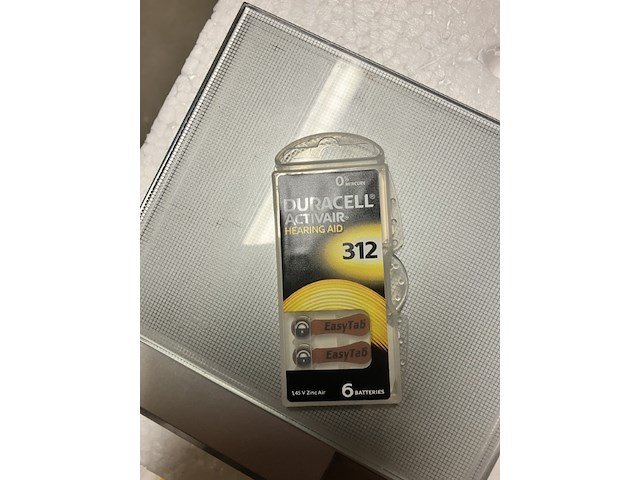 0% MERCURY
DURACELL®
ACTIVAIR®
HEARING AID
312
EasyTab
EasyTab
1,45 V Zinc Air 6 BATTERIES